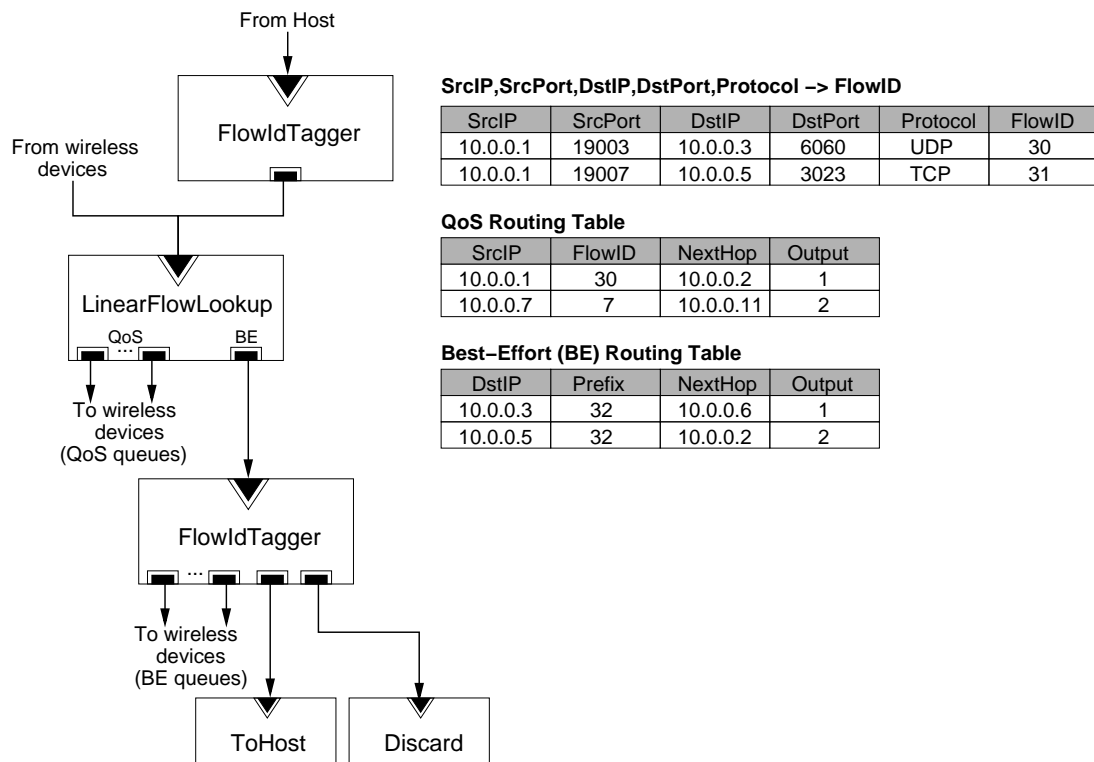 From Host
FlowIdTagger
From wireless
devices
LinearFlowLookup
QoS
...
BE
To wireless
devices
(QoS queues)
FlowIdTagger
...
To wireless
devices
(BE queues)
ToHost
Discard
SrcIP,SrcPort,DstIP,DstPort,Protocol −> FlowID
SrcIP SrcPort DstIP DstPort Protocol FlowID
10.0.0.1 19003 10.0.0.3 6060 UDP 30
10.0.0.1 19007 10.0.0.5 3023 TCP 31
QoS Routing Table
SrcIP FlowID NextHop Output
10.0.0.1 30 10.0.0.2 1
10.0.0.7 7 10.0.0.11 2
Best−Effort (BE) Routing Table
DstIP Prefix NextHop Output
10.0.0.3 32 10.0.0.6 1
10.0.0.5 32 10.0.0.2 2